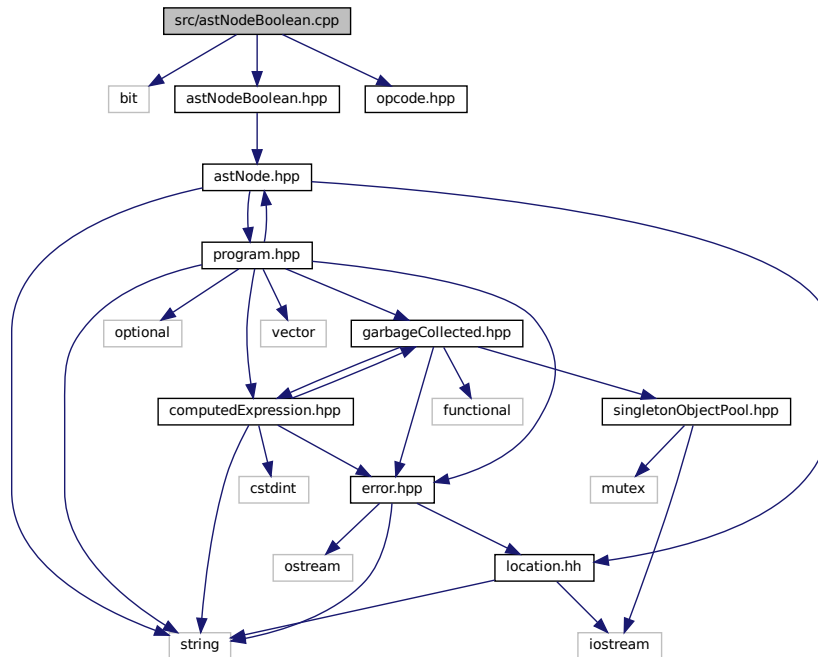 src/astNodeBoolean.cpp
bit
astNodeBoolean.hpp
opcode.hpp
astNode.hpp
program.hpp
optional
vector
garbageCollected.hpp
computedExpression.hpp
functional
singletonObjectPool.hpp
cstdint
error.hpp
mutex
ostream
location.hh
string
iostream